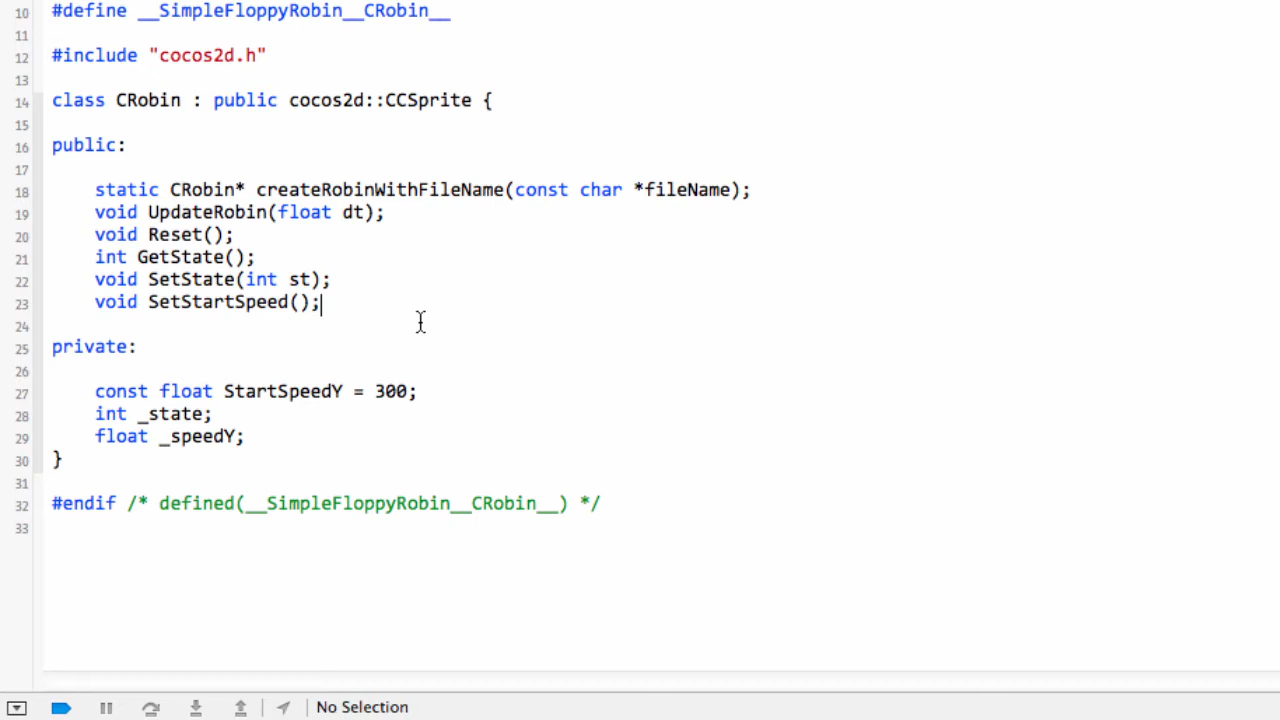 10 #define __SimpleFloppyRobin__CRobin__
11
12 #include "cocos2d.h"
13
14 class CRobin : public cocos2d::CCSprite {
15
16 public:
17
18 static CRobin* createRobinWithFileName(const char *fileName);
19 void UpdateRobin(float dt);
20 void Reset();
21 int GetState();
22 void SetState(int st);
23 void SetStartSpeed();
24
25 private:
26
27 const float StartSpeedY = 300;
28 int _state;
29 float _speedY;
30 }
31
32 #endif /* defined(__SimpleFloppyRobin__CRobin__) */
33
No Selection